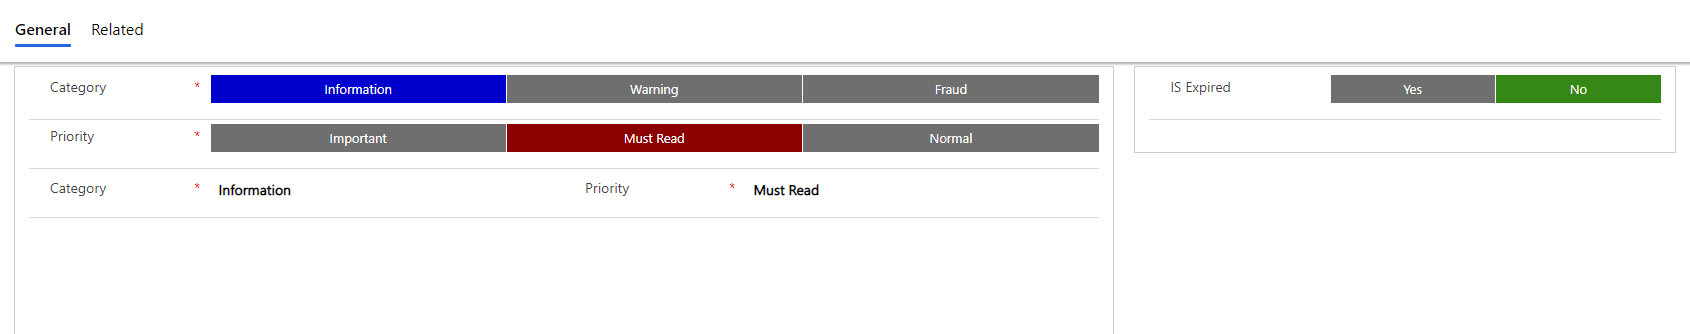 General Related
Category * Information Warning Fraud
IS Expired Yes No
Priority * Important Must Read Normal
Category * Information Priority * Must Read